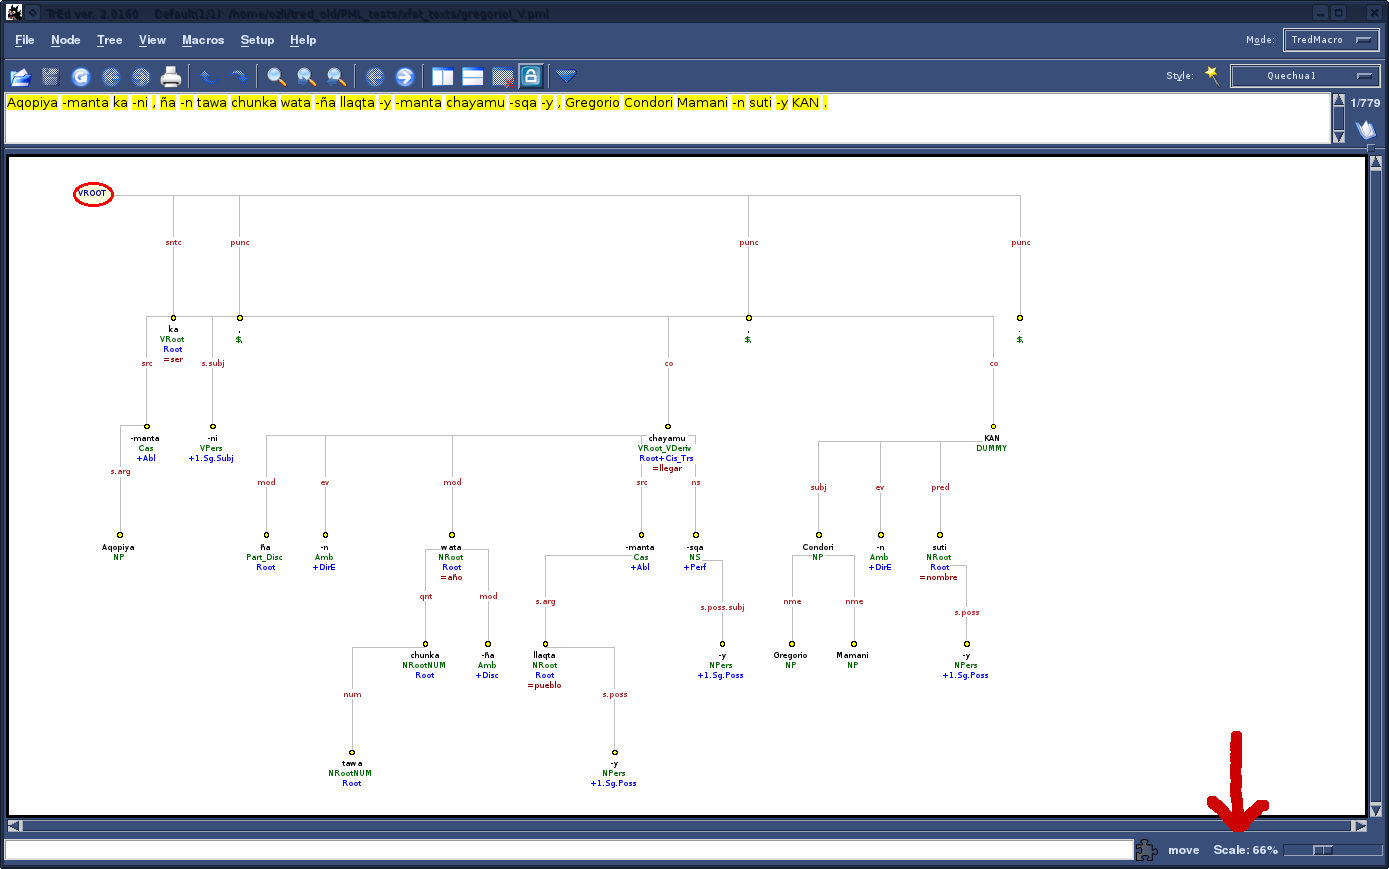 TrEd ver. 2.0160 Default(1/1): /home/ozli/tred_old/PML_tests/xfst_texts/gregorioI_V.pml
File Node Tree View Macros Setup Help
Mode: TredMacro
Style: Quechua1
Aqopiya -manta ka -ni , ña -n tawa chunka wata -ña llaqta -y -manta chayamu -sqa -y , Gregorio Condori Mamani -n suti -y KAN .
1/779
VROOT
sntc punc punc punc
ka , , .
VRoot $, $, $.
Root
=ser
src s.subj co co
-manta -ni chayamu KAN
Cas VPers VRoot_VDeriv DUMMY
+Abl +1.Sg.Subj Root+Cis_Trs
=llegar
s.arg mod ev mod src ns subj ev pred
Aqopiya ña -n wata -manta -sqa Condori -n suti
NP Part_Disc Amb NRoot Cas NS NP Amb NRoot
Root +DirE Root +Abl +Perf +DirE Root
=año =nombre
qnt mod s.arg s.poss.subj nme nme s.poss
chunka -ña llaqta -y Gregorio Mamani -y
NRootNUM Amb NRoot NPers NP NP NPers
Root +Disc Root +1.Sg.Poss +1.Sg.Poss
=pueblo
num s.poss
tawa -y
NRootNUM NPers
Root +1.Sg.Poss
move Scale: 66%